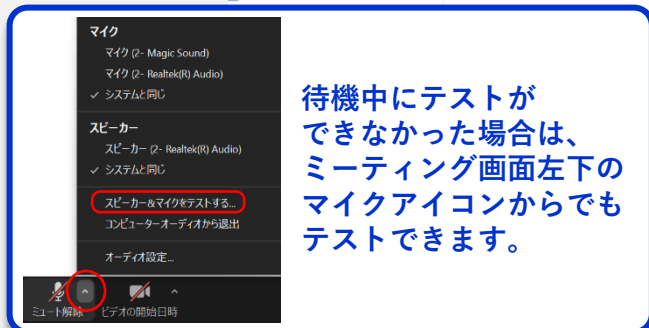 マイク
マイク (2- Magic Sound)
マイク (2- Realtek(R) Audio)
✓ システムと同じ
スピーカー
スピーカー (2- Realtek(R) Audio)
✓ システムと同じ
スピーカー&マイクをテストする...
コンピューターオーディオから退出
オーディオ設定...
ミュート解除
ビデオの開始日時
待機中にテストが
できなかった場合は、
ミーティング画面左下の
マイクアイコンからでも
テストできます。